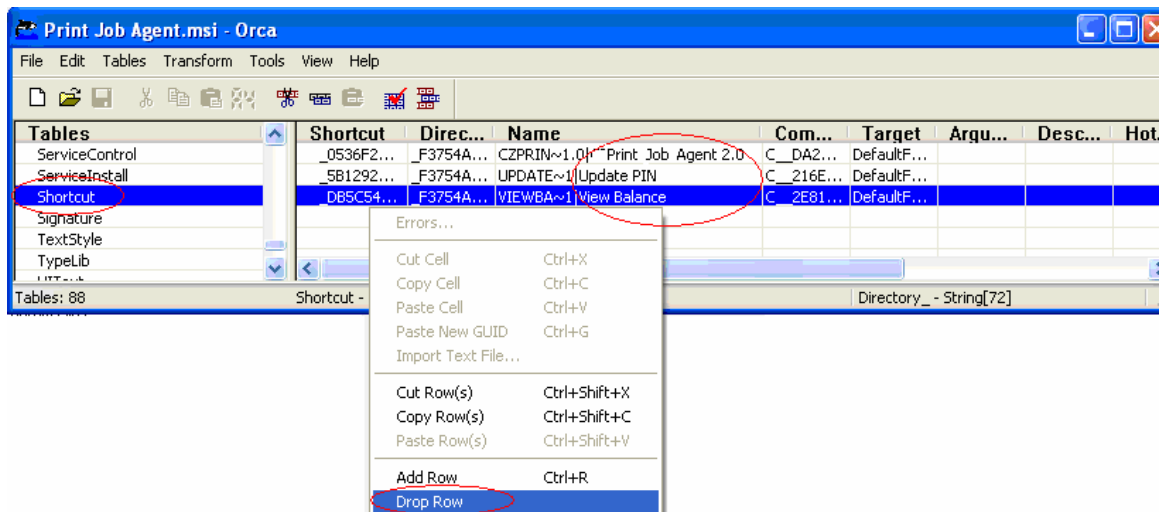 Print Job Agent.msi - Orca
File Edit Tables Transform Tools View Help
Tables Shortcut Direc... Name Com... Target Argu... Desc... Hot.
ServiceControl _0536F2... _F3754A... CZPRIN~1.0| Print Job Agent 2.0 C__DA2... DefaultF...
ServiceInstall _5B1292... _F3754A... UPDATE~1|Update PIN C__216E... DefaultF...
Shortcut _DB5C54... _F3754A... VIEWBA~1|View Balance C__2E81... DefaultF...
Signature
TextStyle
TypeLib
Tables: 88 Shortcut - Directory_ - String[72]
Errors...
Cut Cell Ctrl+X
Copy Cell Ctrl+C
Paste Cell Ctrl+V
Paste New GUID Ctrl+G
Import Text File...
Cut Row(s) Ctrl+Shift+X
Copy Row(s) Ctrl+Shift+C
Paste Row(s) Ctrl+Shift+V
Add Row Ctrl+R
Drop Row